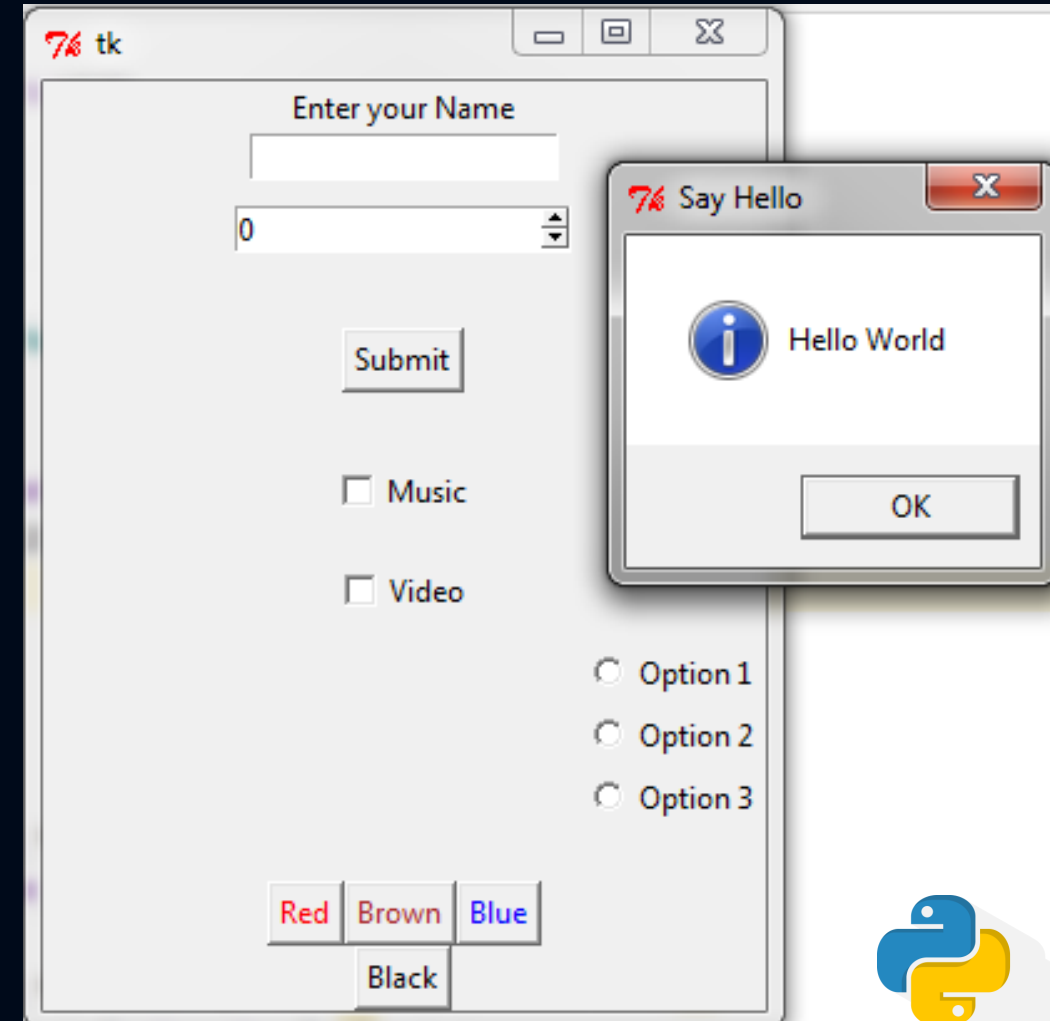 tk
Enter your Name
0
Submit
Music
Video
Option 1
Option 2
Option 3
Red Brown Blue
Black
Say Hello
Hello World
OK